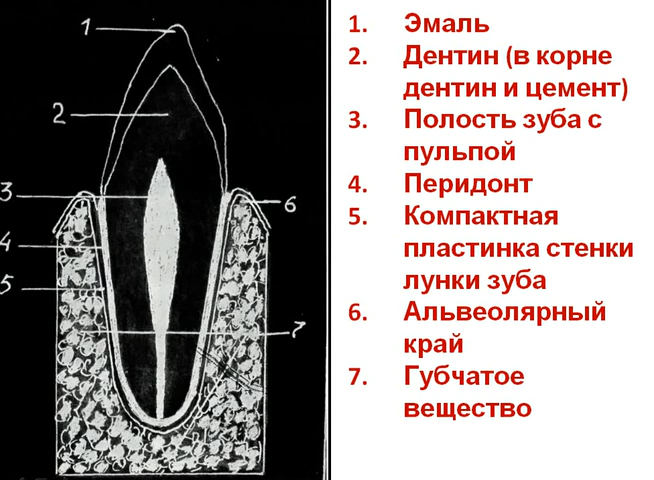 1
2
3
4
5
6
7
1. Эмаль
2. Дентин (в корне
дентин и цемент)
3. Полость зуба с
пульпой
4. Перидонт
5. Компактная
пластинка стенки
лунки зуба
6. Альвеолярный
край
7. Губчатое
вещество